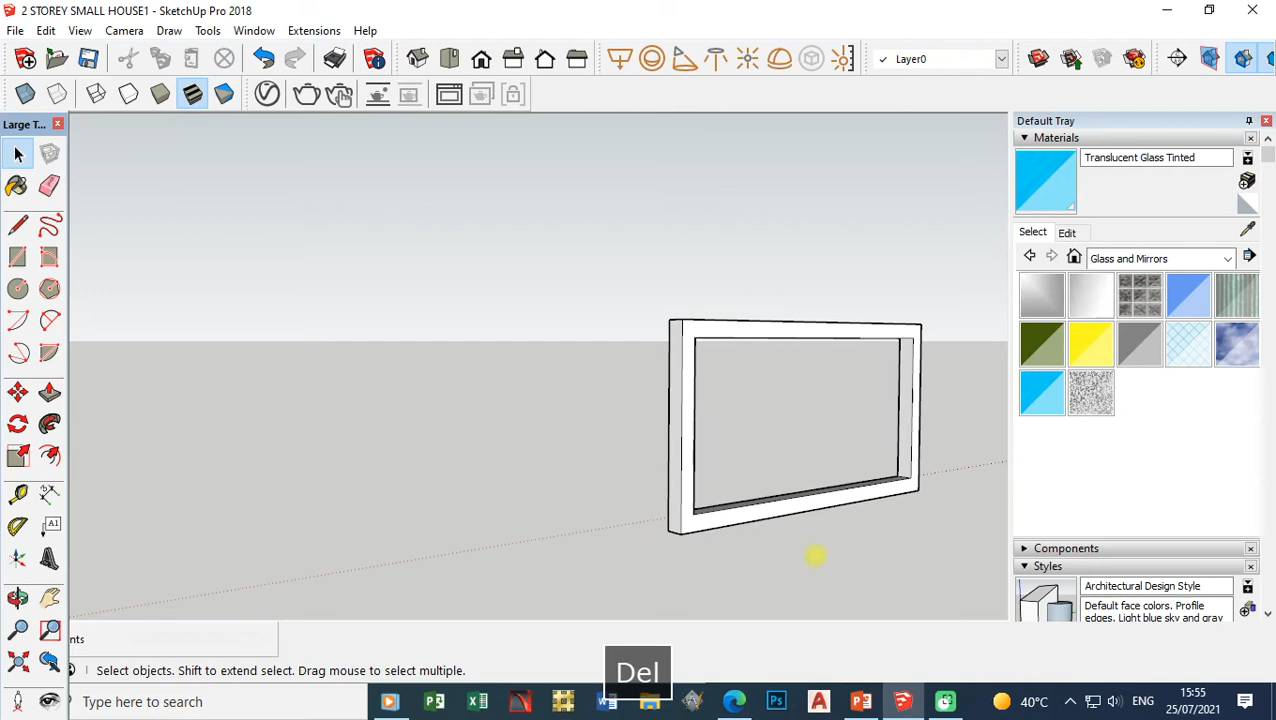 2 STOREY SMALL HOUSE1 - SketchUp Pro 2018
File Edit View Camera Draw Tools Window Extensions Help
Layer0
Large T...
Default Tray
Materials
Translucent Glass Tinted
Select Edit
Glass and Mirrors
A1
Components
Styles
Architectural Design Style
Default face colors. Profile
edges. Light blue sky and gray
nts
Select objects. Shift to extend select. Drag mouse to select multiple.
Del
Type here to search
40°C
ENG
15:55
25/07/2021